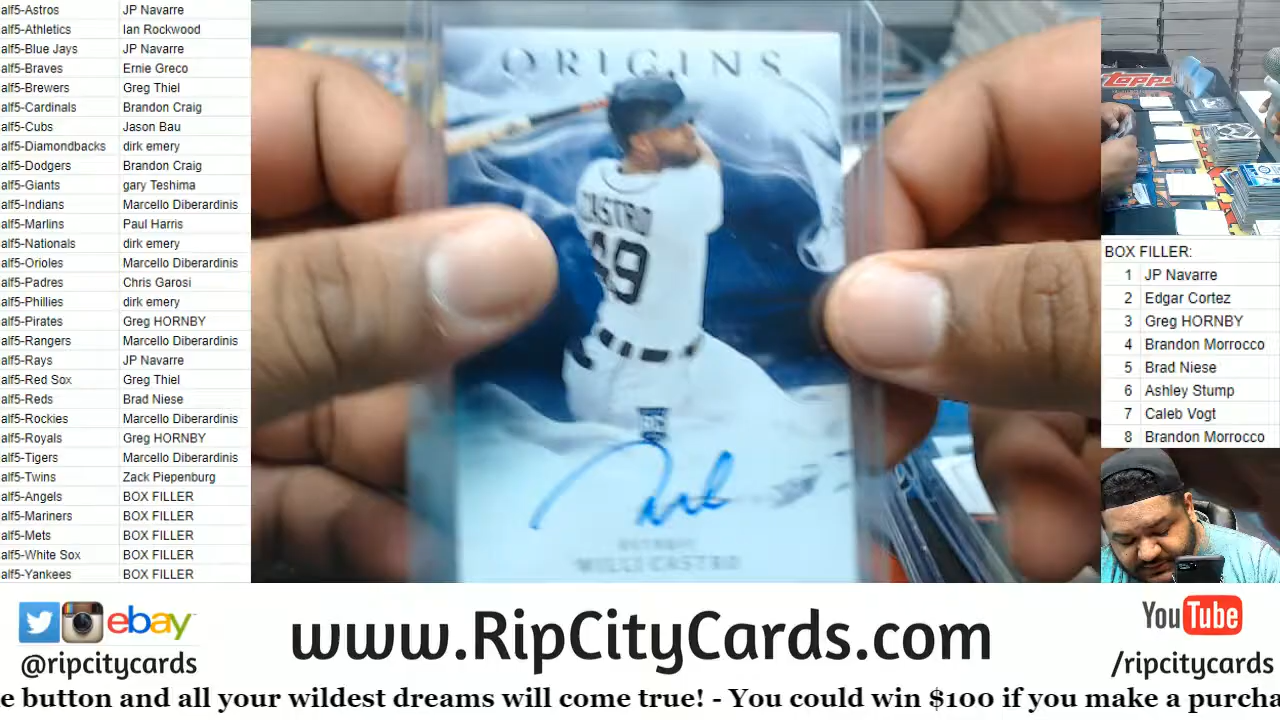 alf5-Astros JP Navarre
alf5-Athletics Ian Rockwood
alf5-Blue Jays JP Navarre
alf5-Braves Ernie Greco
alf5-Brewers Greg Thiel
alf5-Cardinals Brandon Craig
alf5-Cubs Jason Bau
alf5-Diamondbacks dirk emery
alf5-Dodgers Brandon Craig
alf5-Giants gary Teshima
alf5-Indians Marcello Diberardinis
alf5-Marlins Paul Harris
alf5-Nationals dirk emery
alf5-Orioles Marcello Diberardinis
alf5-Padres Chris Garosi
alf5-Phillies dirk emery
alf5-Pirates Greg HORNBY
alf5-Rangers Marcello Diberardinis
alf5-Rays JP Navarre
alf5-Red Sox Greg Thiel
alf5-Reds Brad Niese
alf5-Rockies Marcello Diberardinis
alf5-Royals Greg HORNBY
alf5-Tigers Marcello Diberardinis
alf5-Twins Zack Piepenburg
alf5-Angels BOX FILLER
alf5-Mariners BOX FILLER
alf5-Mets BOX FILLER
alf5-White Sox BOX FILLER
alf5-Yankees BOX FILLER
ORIGINS
CASTRO
49
DETROIT
WILLI CASTRO
Topps
BOX FILLER:
1 JP Navarre
2 Edgar Cortez
3 Greg HORNBY
4 Brandon Morrocco
5 Brad Niese
6 Ashley Stump
7 Caleb Vogt
8 Brandon Morrocco
ebay
@ripcitycards
www.RipCityCards.com
YouTube
/ripcitycards
e button and all your wildest dreams will come true! - You could win $100 if you make a purcha